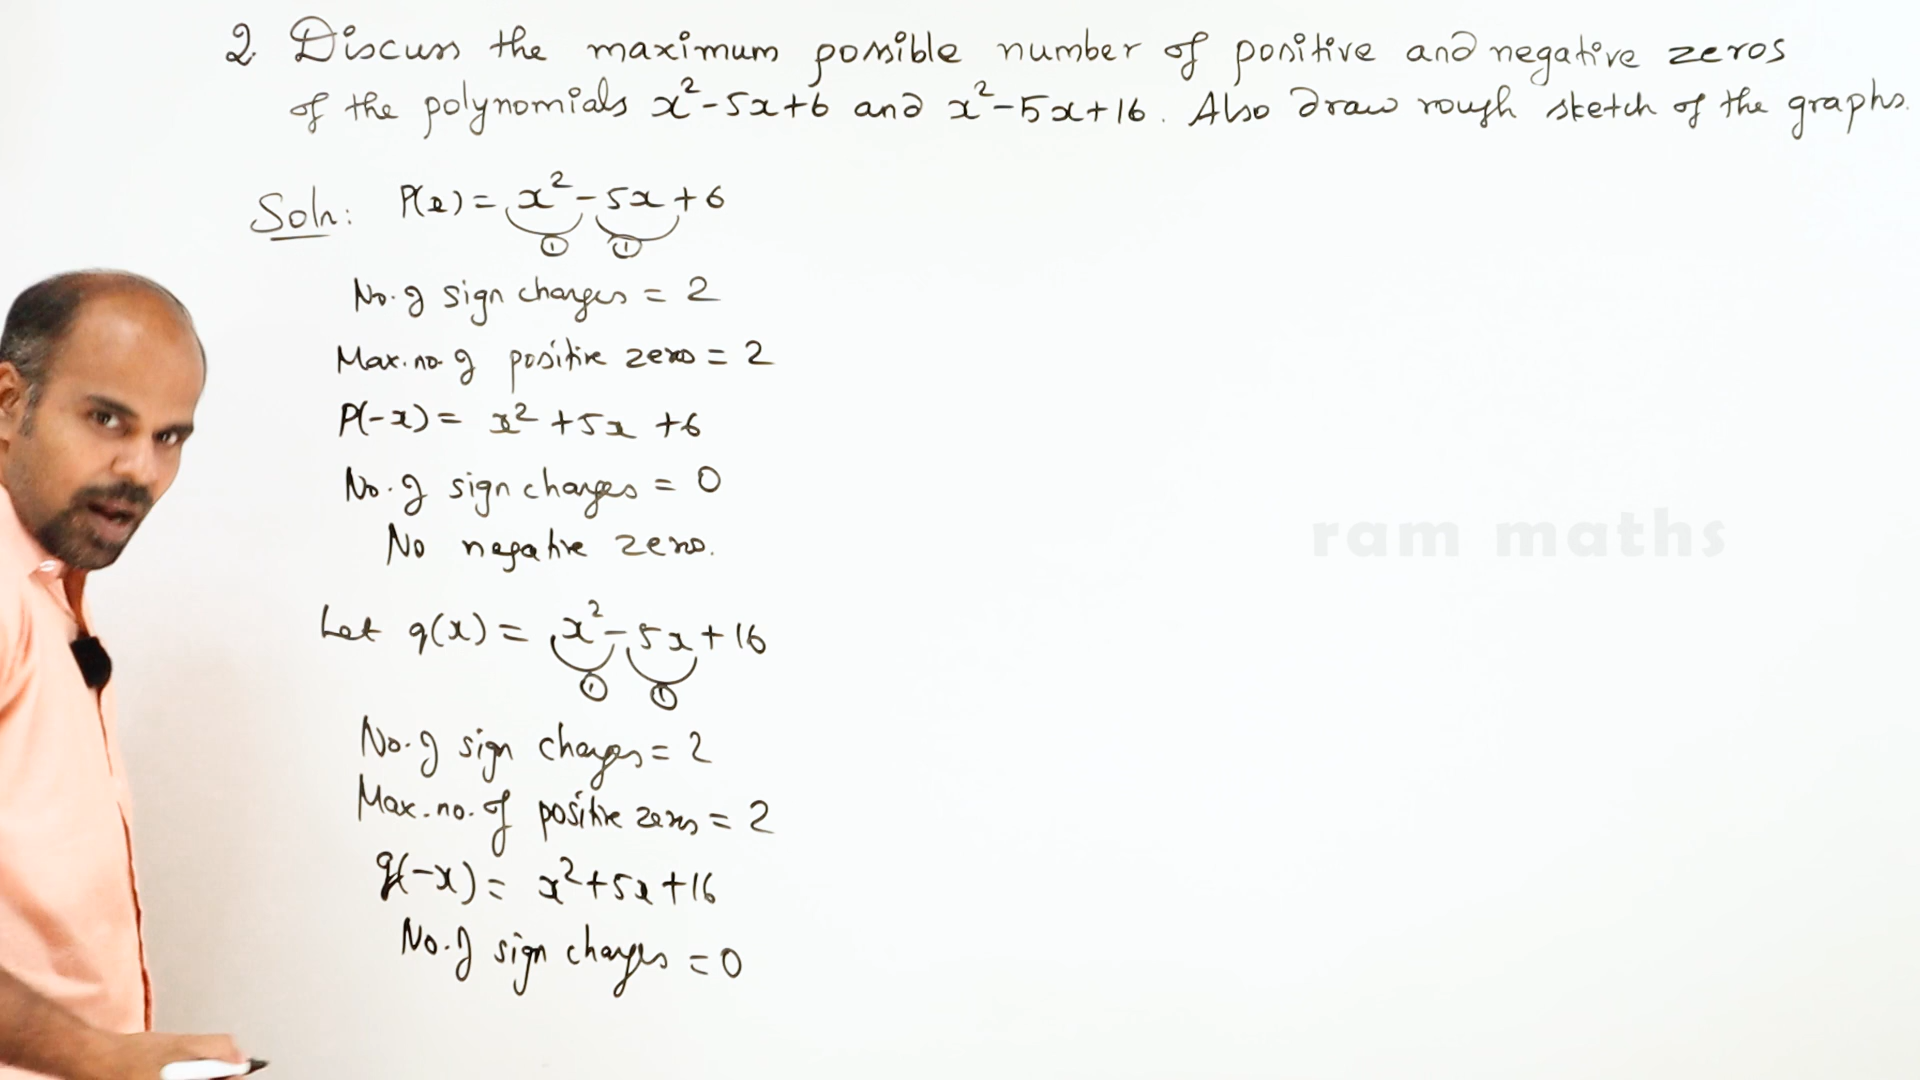 2 Discuss the maximum possible number of positive and negative zeros
of the polynomials x²-5x+6 and x²-5x+16. Also draw rough sketch of the graphs.
Soln: P(x) = x²-5x+6
① ①
No. of sign changes = 2
Max. no. of positive zeros = 2
P(-x) = x²+5x+6
No. of sign changes = 0
No negative zeros.
Let q(x) = x²-5x+16
① ①
No. of sign changes = 2
Max. no. of positive zeros = 2
q(-x) = x²+5x+16
No. of sign changes = 0
ram maths